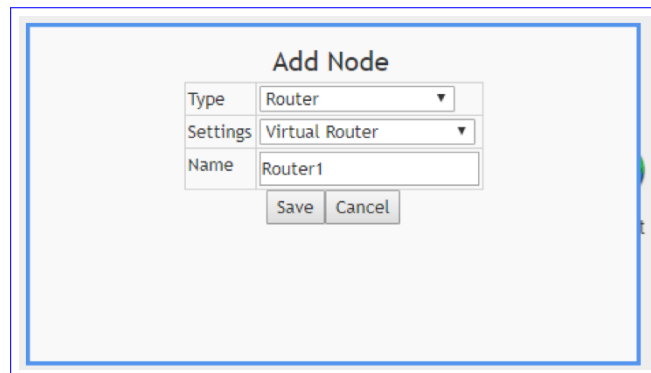 Add Node
Type Router
Settings Virtual Router
Name Router1
Save Cancel
t